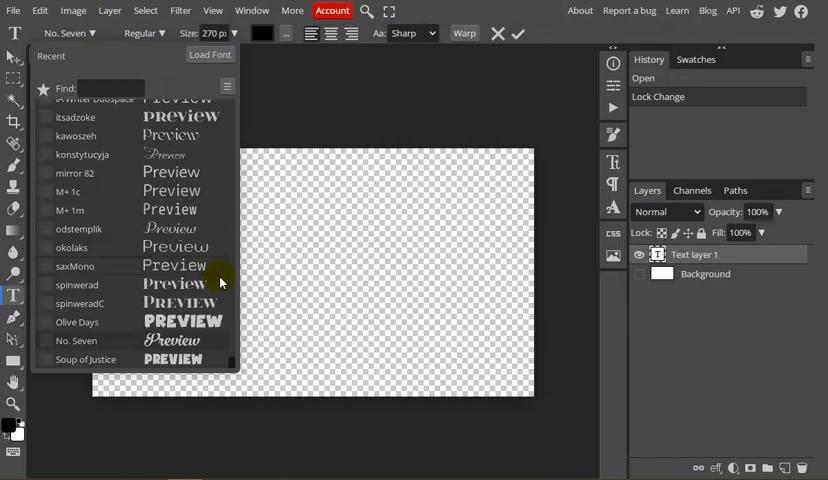 File Edit Image Layer Select Filter View Window More Account About Report a bug Learn Blog API
T No. Seven ▼ Regular ▼ Size: 270 px ▼ ... Aa: Sharp Warp
Recent Load Font
Find:
iA Writer Duospace Preview
itsadzoke Preview
kawoszeh Preview
konstytucyja Preview
mirror 82 Preview
M+ 1c Preview
M+ 1m Preview
odstemplik Preview
okolaks Preview
saxMono Preview
spinwerad Preview
spinweradC PREVIEW
Olive Days PREVIEW
No. Seven Preview
Soup of Justice PREVIEW
History Swatches
Open
Lock Change
CSS
Layers Channels Paths
Normal Opacity: 100% ▼
Lock: Fill: 100% ▼
T Text layer 1
Background
eff